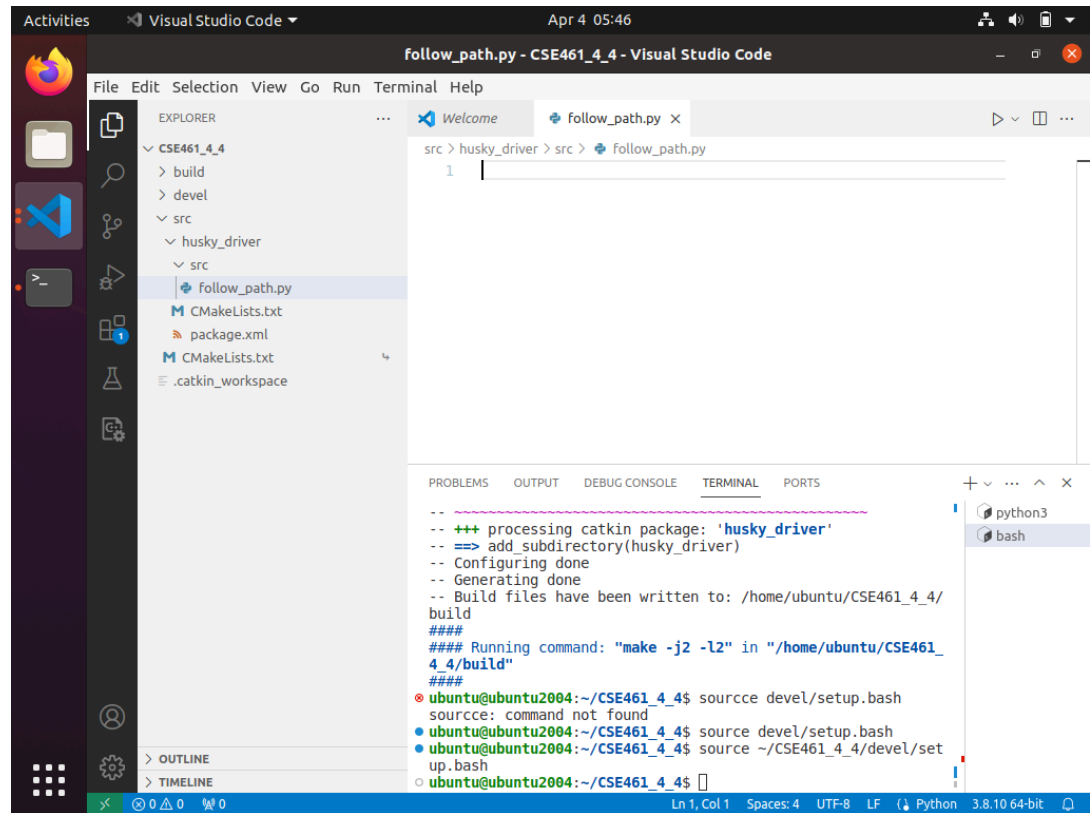 Activities
Visual Studio Code
Apr 4 05:46
follow_path.py - CSE461_4_4 - Visual Studio Code
File Edit Selection View Go Run Terminal Help
EXPLORER
CSE461_4_4
build
devel
src
husky_driver
src
follow_path.py
CMakeLists.txt
package.xml
CMakeLists.txt
.catkin_workspace
OUTLINE
TIMELINE
1
Welcome
follow_path.py
src > husky_driver > src > follow_path.py
1
PROBLEMS OUTPUT DEBUG CONSOLE TERMINAL PORTS
-- ~~~~~~~~~~~~~~~~~~~~~~~~~~~~~~~~~~~~~~~~~~~~~~~~~
-- +++ processing catkin package: 'husky_driver'
-- ==> add_subdirectory(husky_driver)
-- Configuring done
-- Generating done
-- Build files have been written to: /home/ubuntu/CSE461_4_4/
build
####
#### Running command: "make -j2 -l2" in "/home/ubuntu/CSE461_
4_4/build"
####
ubuntu@ubuntu2004:~/CSE461_4_4$ sourcce devel/setup.bash
sourcce: command not found
ubuntu@ubuntu2004:~/CSE461_4_4$ source devel/setup.bash
ubuntu@ubuntu2004:~/CSE461_4_4$ source ~/CSE461_4_4/devel/set
up.bash
ubuntu@ubuntu2004:~/CSE461_4_4$
python3
bash
0 0 0
Ln 1, Col 1 Spaces: 4 UTF-8 LF Python 3.8.10 64-bit